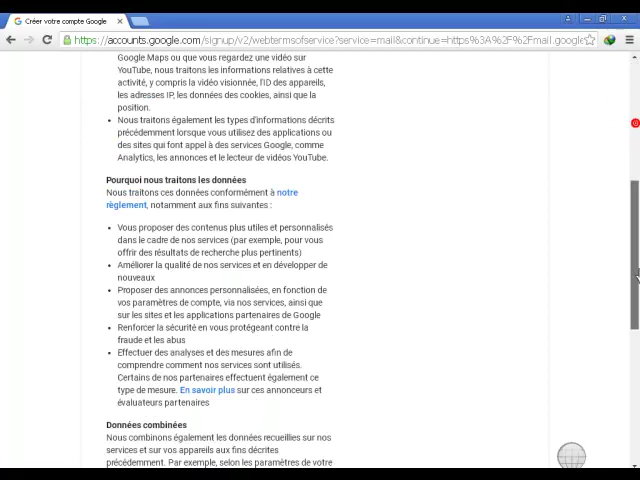 Créer votre compte Google
https://accounts.google.com/signup/v2/webtermsofservice?service=mail&continue=https%3A%2F%2Fmail.google
Google Maps ou que vous regardez une vidéo sur
YouTube, nous traitons les informations relatives à cette
activité, y compris la vidéo visionnée, l'ID des appareils,
les adresses IP, les données des cookies, ainsi que la
position.
• Nous traitons également les types d'informations décrits
précédemment lorsque vous utilisez des applications ou
des sites qui font appel à des services Google, comme
Analytics, les annonces et le lecteur de vidéos YouTube.
Pourquoi nous traitons les données
Nous traitons ces données conformément à notre
règlement, notamment aux fins suivantes :
• Vous proposer des contenus plus utiles et personnalisés
dans le cadre de nos services (par exemple, pour vous
offrir des résultats de recherche plus pertinents)
• Améliorer la qualité de nos services et en développer de
nouveaux
• Proposer des annonces personnalisées, en fonction de
vos paramètres de compte, via nos services, ainsi que
sur les sites et les applications partenaires de Google
• Renforcer la sécurité en vous protégeant contre la
fraude et les abus
• Effectuer des analyses et des mesures afin de
comprendre comment nos services sont utilisés.
Certains de nos partenaires effectuent également ce
type de mesure. En savoir plus sur ces annonceurs et
évaluateurs partenaires
Données combinées
Nous combinons également les données recueillies sur nos
services et sur vos appareils aux fins décrites
précédemment. Par exemple, selon les paramètres de votre